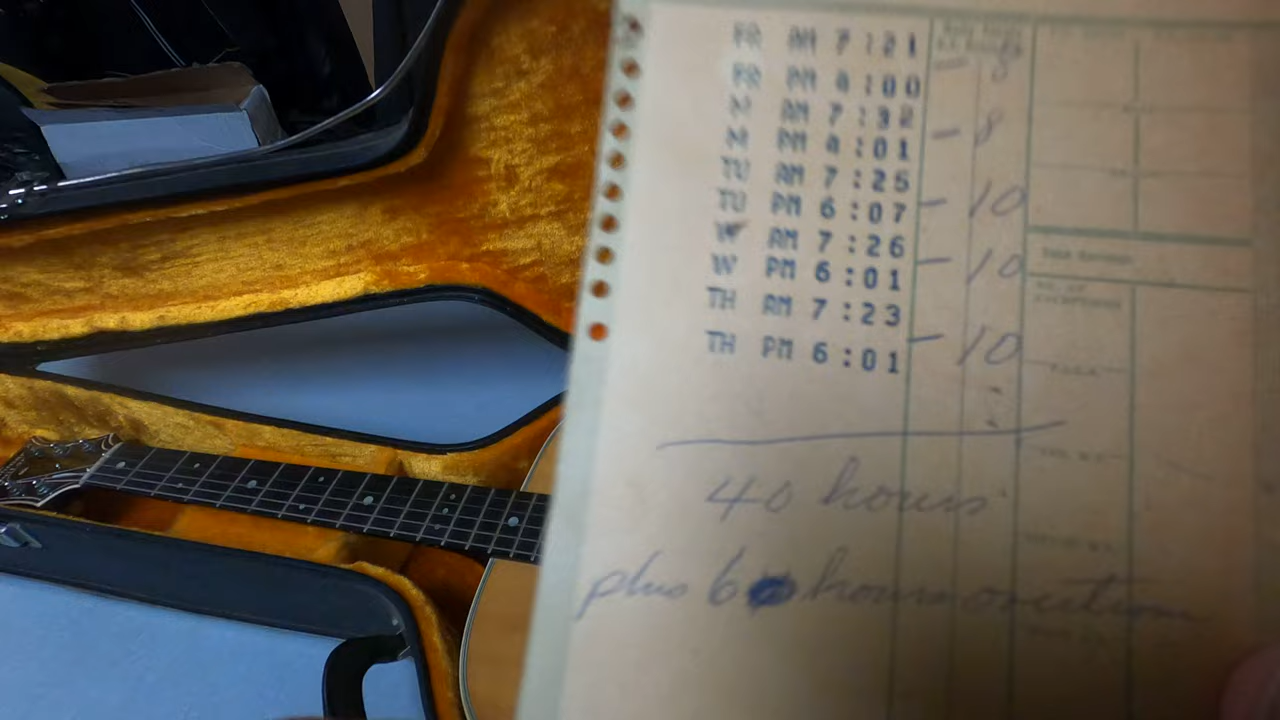 FR AM 7:21
FR PM 4:00 - 8
M AM 7:32
M PM 4:01 - 8
TU AM 7:25
TU PM 6:07 - 10
W AM 7:26
W PM 6:01 - 10
TH AM 7:23
TH PM 6:01 - 10
40 hours
plus 6 hours overtime